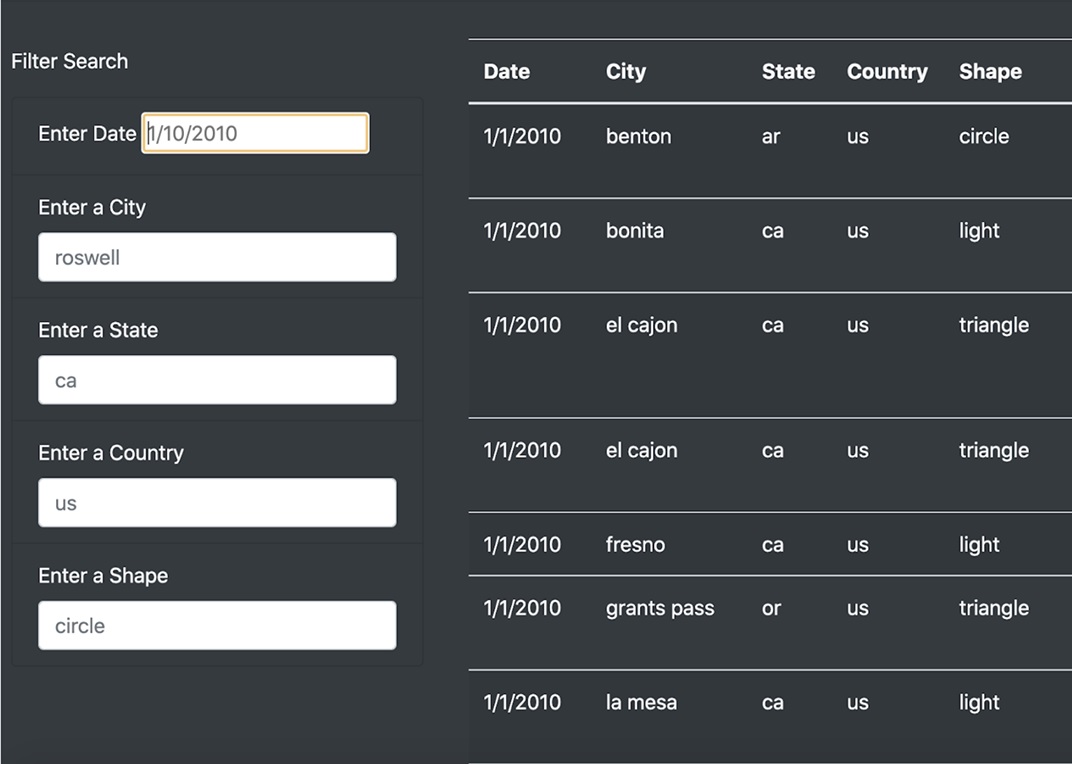 Filter Search
Enter Date 1/10/2010
Enter a City
roswell
Enter a State
ca
Enter a Country
us
Enter a Shape
circle
Date City State Country Shape
1/1/2010 benton ar us circle
1/1/2010 bonita ca us light
1/1/2010 el cajon ca us triangle
1/1/2010 el cajon ca us triangle
1/1/2010 fresno ca us light
1/1/2010 grants pass or us triangle
1/1/2010 la mesa ca us light